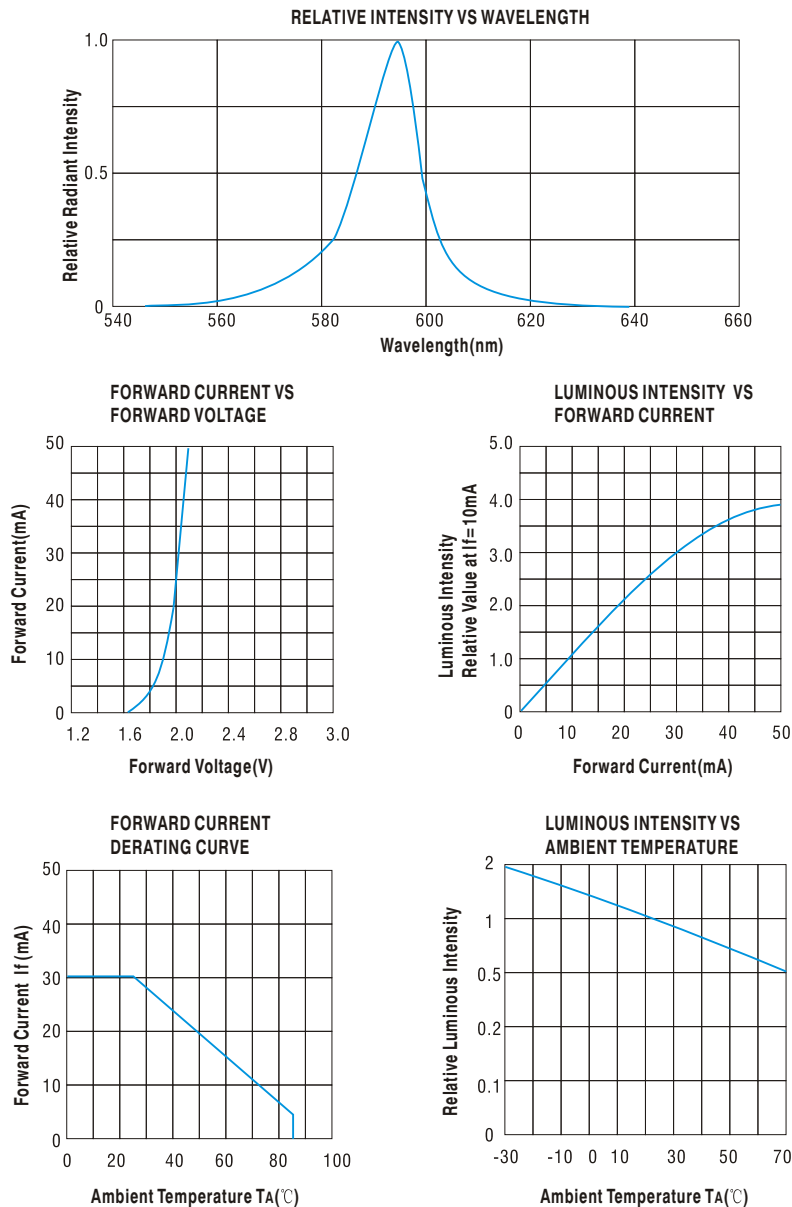 RELATIVE INTENSITY VS WAVELENGTH
1.0
0.5
0
Relative Radiant Intensity
540 560 580 600 620 640 660
Wavelength(nm)
FORWARD CURRENT VS
FORWARD VOLTAGE
50
40
30
20
10
0
Forward Current(mA)
1.2 1.6 2.0 2.4 2.8 3.0
Forward Voltage(V)
LUMINOUS INTENSITY VS
FORWARD CURRENT
5.0
4.0
3.0
2.0
1.0
0
Luminous Intensity
Relative Value at If=10mA
0 10 20 30 40 50
Forward Current(mA)
FORWARD CURRENT
DERATING CURVE
50
40
30
20
10
0
Forward Current If (mA)
0 20 40 60 80 100
Ambient Temperature TA(℃)
LUMINOUS INTENSITY VS
AMBIENT TEMPERATURE
2
1
0.5
0.2
0.1
0
Relative Luminous Intensity
-30 -10 0 10 30 50 70
Ambient Temperature TA(℃)